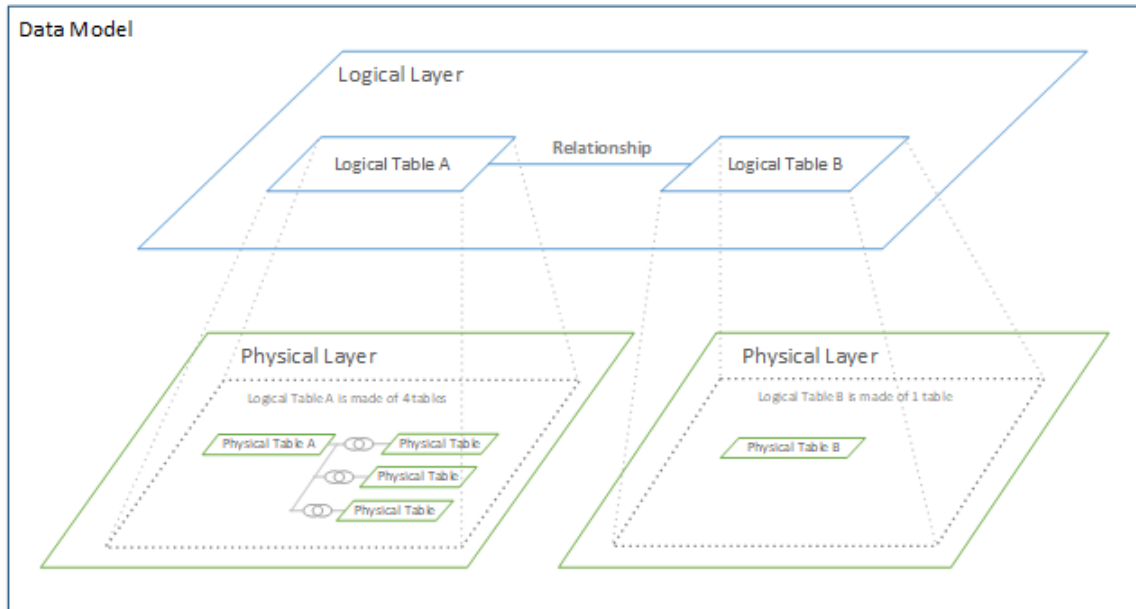 Data Model
Logical Layer
Logical Table A
Relationship
Logical Table B
Physical Layer
Logical Table A is made of 4 tables
Physical Table A
Physical Table
Physical Table
Physical Table
Physical Layer
Logical Table B is made of 1 table
Physical Table B